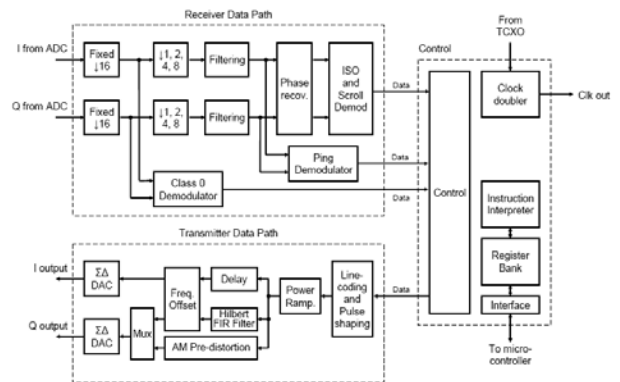 Receiver Data Path
I from ADC
Fixed
↓16
↓1, 2,
4, 8
Filtering
Phase
recov.
ISO
and
Scroll
Demod
Q from ADC
Fixed
↓16
↓1, 2,
4, 8
Filtering
Ping
Demodulator
Class 0
Demodulator
Data
Data
Data
Control
Control
From
TCXO
Clock
doubler
Clk out
Instruction
Interpreter
Register
Bank
Interface
To micro-
controller
Transmitter Data Path
I output
ΣΔ
DAC
Freq.
Offset
Delay
Power
Ramp.
Line-
coding
and
Pulse
shaping
Data
Hilbert
FIR Filter
Q output
ΣΔ
DAC
Mux
AM Pre-distortion